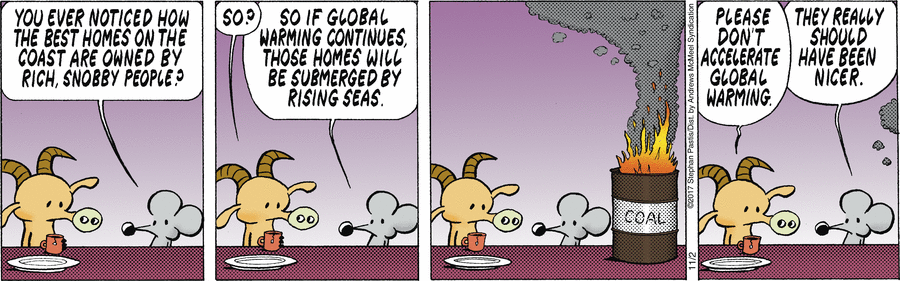 YOU EVER NOTICED HOW
THE BEST HOMES ON THE
COAST ARE OWNED BY
RICH, SNOBBY PEOPLE?
SO?
SO IF GLOBAL
WARMING CONTINUES,
THOSE HOMES WILL
BE SUBMERGED BY
RISING SEAS.
COAL
©2017 Stephan Pastis/Dist. by Andrews McMeel Syndication
11/2
PLEASE
DON'T
ACCELERATE
GLOBAL
WARMING.
THEY REALLY
SHOULD
HAVE BEEN
NICER.